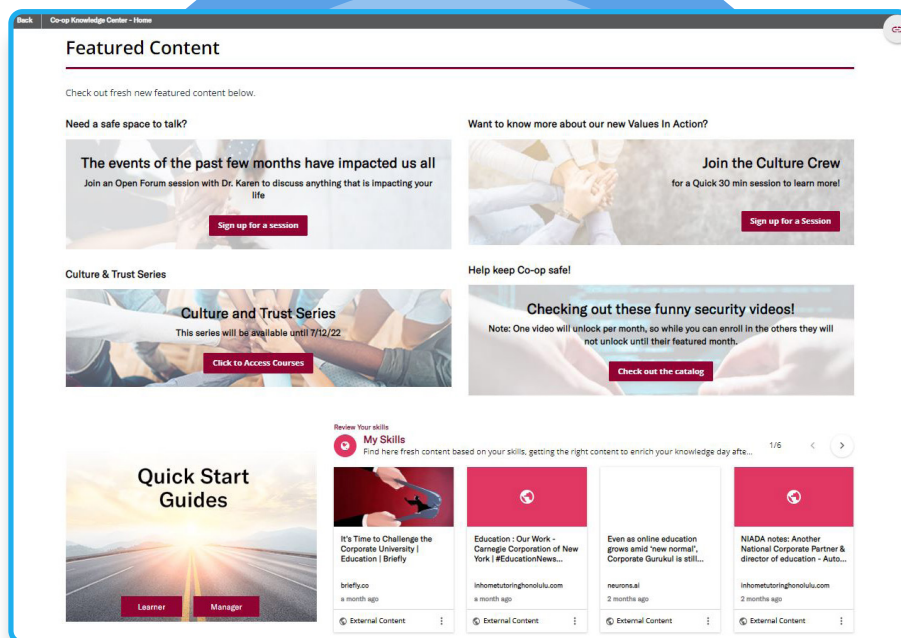 Back Co-op Knowledge Center - Home
Featured Content
Check out fresh new featured content below.
Need a safe space to talk?
The events of the past few months have impacted us all
Join an Open Forum session with Dr. Karen to discuss anything that is impacting your
life
Sign up for a session
Want to know more about our new Values In Action?
Join the Culture Crew
for a Quick 30 min session to learn more!
Sign up for a Session
Culture & Trust Series
Culture and Trust Series
This series will be available until 7/12/22
Click to Access Courses
Help keep Co-op safe!
Checking out these funny security videos!
Note: One video will unlock per month, so while you can enroll in the others they will
not unlock until their featured month.
Check out the catalog
Quick Start
Guides
Learner Manager
Review Your skills
My Skills
Find here fresh content based on your skills, getting the right content to enrich your knowledge day afte...
1/6
It's Time to Challenge the
Corporate University |
Education | Briefly
briefly.co
a month ago
External Content
Education : Our Work -
Carnegie Corporation of New
York | #EducationNews...
inhometutoringhonolulu.com
a month ago
External Content
Even as online education
grows amid 'new normal',
Corporate Gurukul is still...
neurons.ai
2 months ago
External Content
NIADA notes: Another
National Corporate Partner &
director of education - Auto...
inhometutoringhonolulu.com
2 months ago
External Content